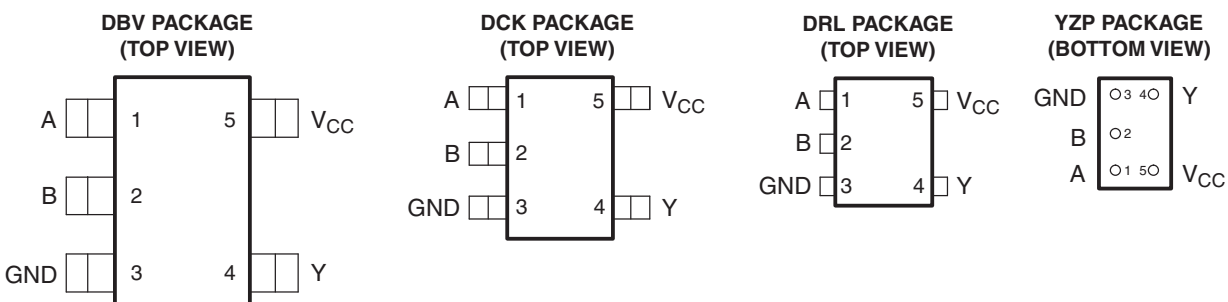 DBV PACKAGE
(TOP VIEW)
A 1 5 VCC
B 2
GND 3 4 Y
DCK PACKAGE
(TOP VIEW)
A 1 5 VCC
B 2
GND 3 4 Y
DRL PACKAGE
(TOP VIEW)
A 1 5 VCC
B 2
GND 3 4 Y
YZP PACKAGE
(BOTTOM VIEW)
GND 3 4 Y
B 2
A 1 5 VCC